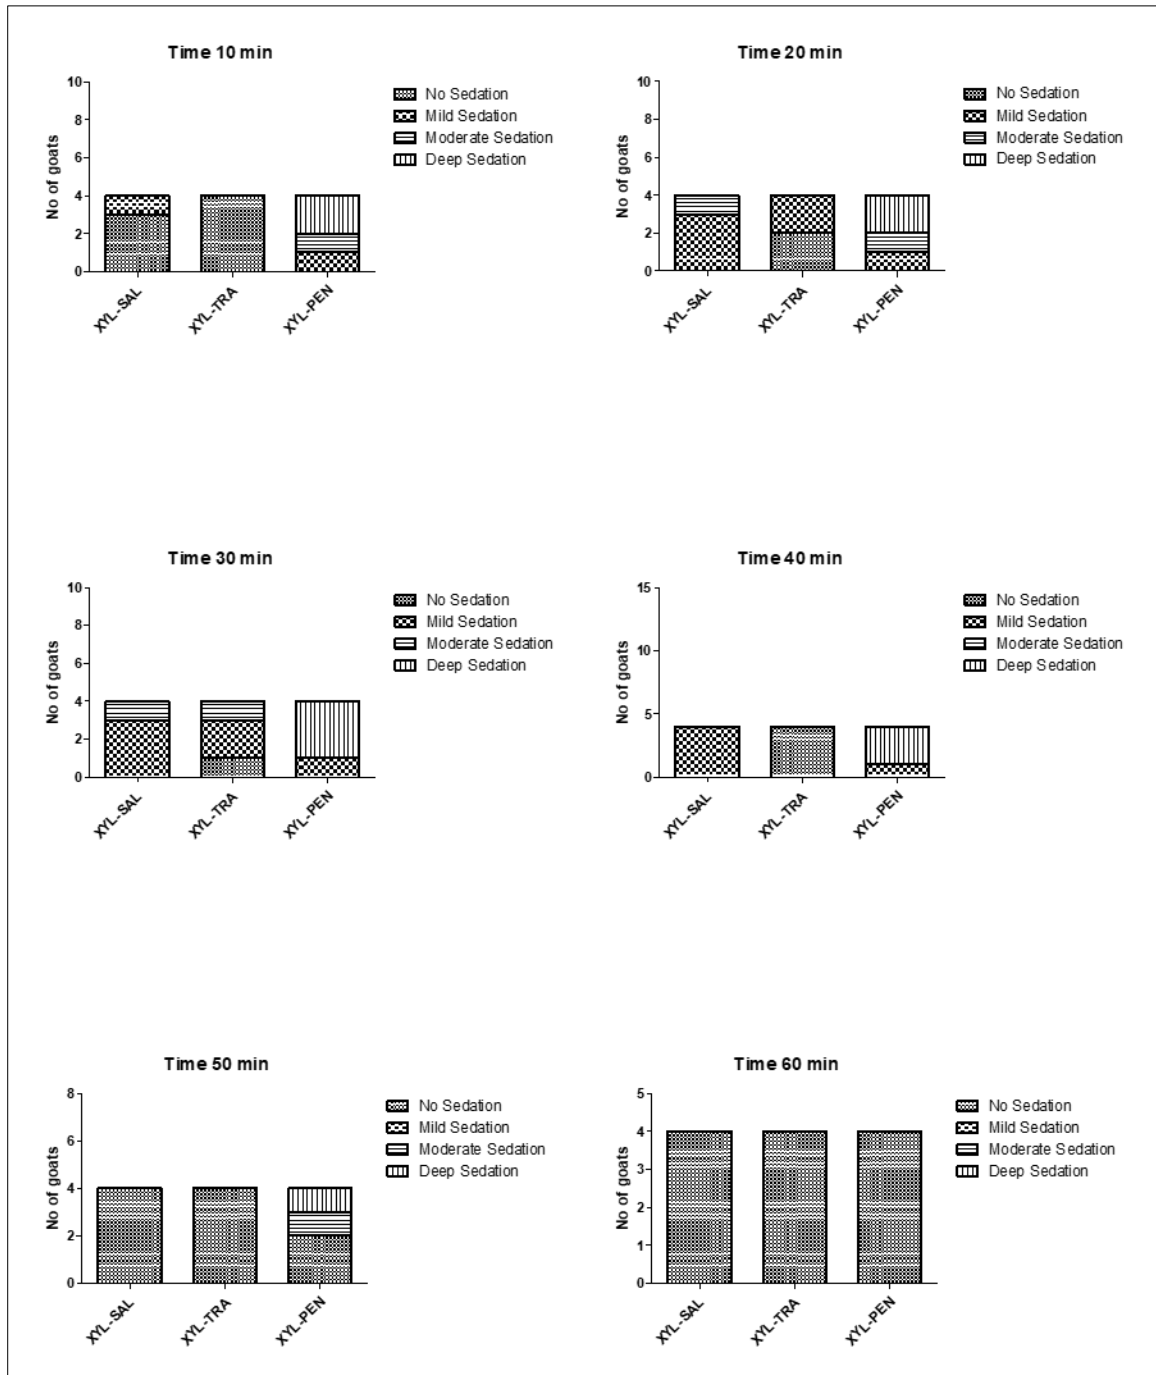 Time 10 min
No of goats
10
8
6
4
2
0
XYL-SAL
XYL-TRA
XYL-PEN
No Sedation
Mild Sedation
Moderate Sedation
Deep Sedation
Time 20 min
No of goats
10
8
6
4
2
0
XYL-SAL
XYL-TRA
XYL-PEN
No Sedation
Mild Sedation
Moderate Sedation
Deep Sedation
Time 30 min
No of goats
10
8
6
4
2
0
XYL-SAL
XYL-TRA
XYL-PEN
No Sedation
Mild Sedation
Moderate Sedation
Deep Sedation
Time 40 min
No of goats
15
10
5
0
XYL-SAL
XYL-TRA
XYL-PEN
No Sedation
Mild Sedation
Moderate Sedation
Deep Sedation
Time 50 min
No of goats
8
6
4
2
0
XYL-SAL
XYL-TRA
XYL-PEN
No Sedation
Mild Sedation
Moderate Sedation
Deep Sedation
Time 60 min
No of goats
5
4
3
2
1
0
XYL-SAL
XYL-TRA
XYL-PEN
No Sedation
Mild Sedation
Moderate Sedation
Deep Sedation